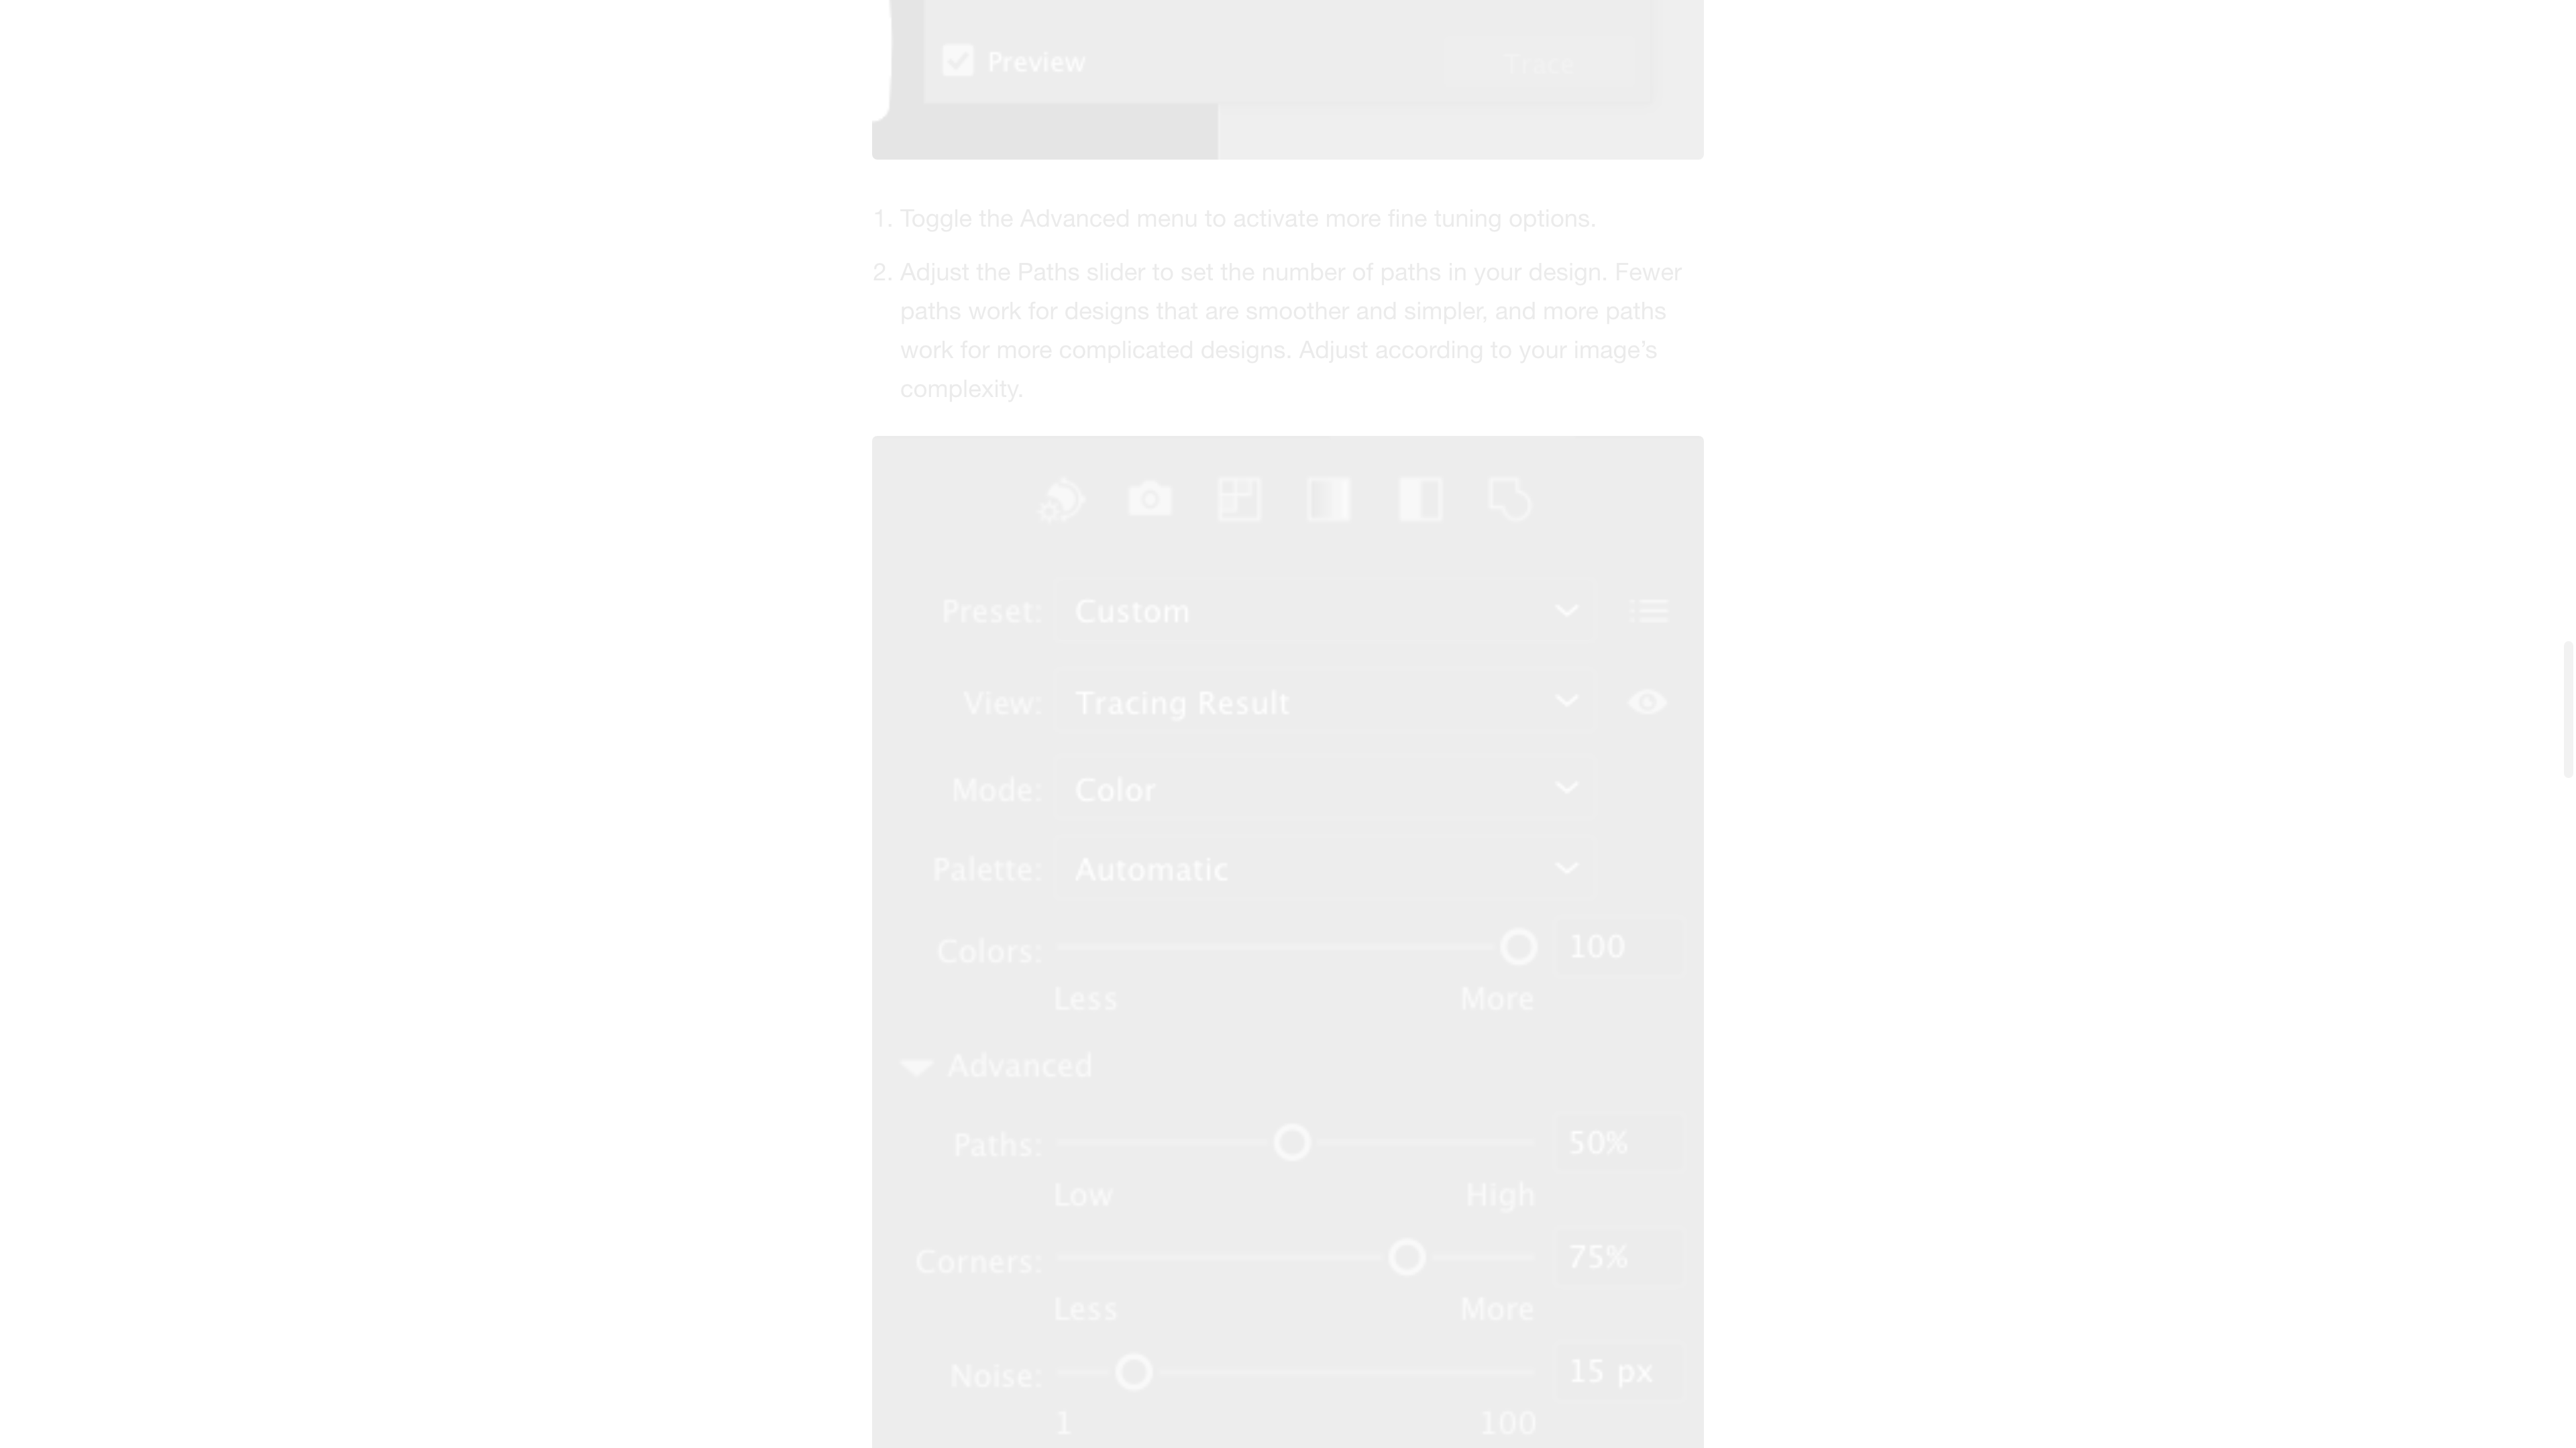 Preview
Trace
1. Toggle the Advanced menu to activate more fine tuning options.
2. Adjust the Paths slider to set the number of paths in your design. Fewer
paths work for designs that are smoother and simpler, and more paths
work for more complicated designs. Adjust according to your image’s
complexity.
Preset: Custom
View: Tracing Result
Mode: Color
Palette: Automatic
Colors: 100
Less More
Advanced
Paths: 50%
Low High
Corners: 75%
Less More
Noise: 15 px
1 100